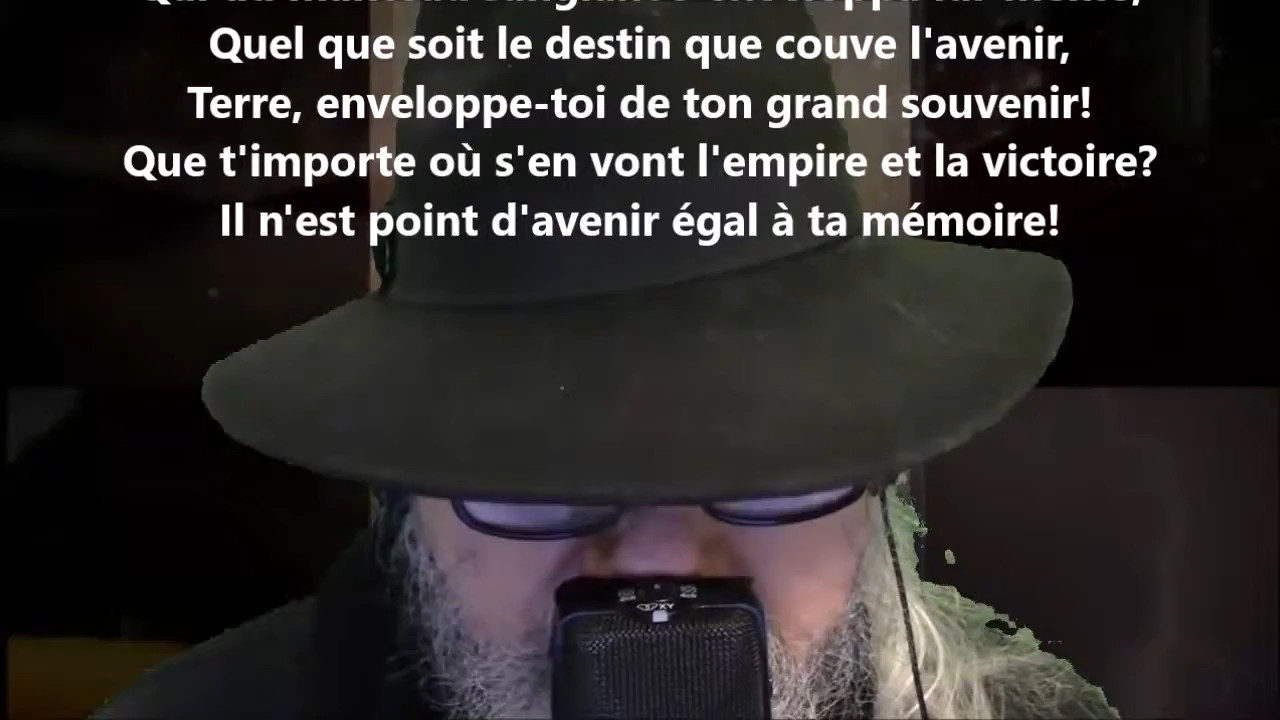 Quel que soit le destin que couve l'avenir,
Terre, enveloppe-toi de ton grand souvenir!
Que t'importe où s'en vont l'empire et la victoire?
Il n'est point d'avenir égal à ta mémoire!
XY